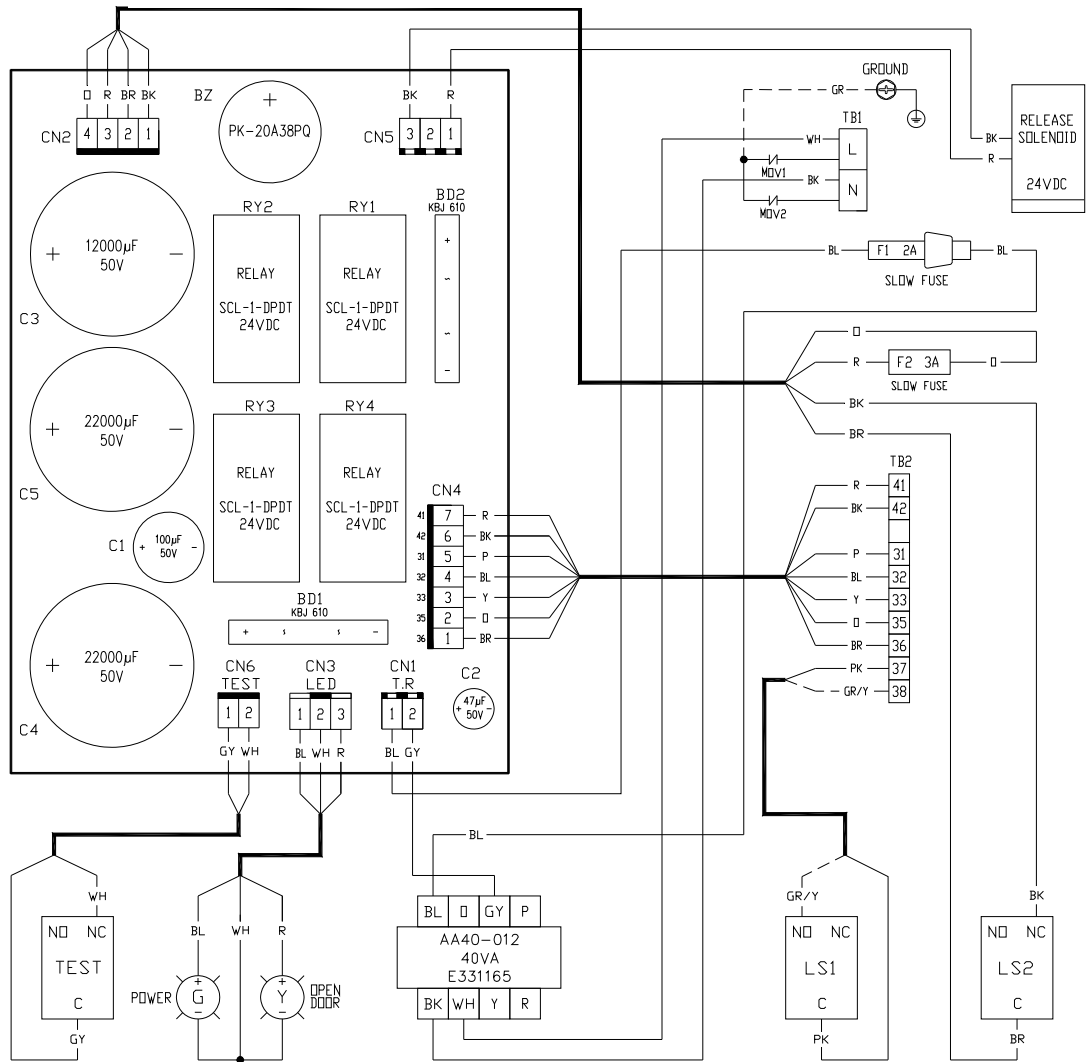 O R BR BK
CN2 4 3 2 1
BZ
PK-20A38PQ
BK R
CN5 3 2 1
GROUND
GR
TB1
WH L
MOV1
BK N
MOV2
RELEASE
SOLENOID
24VDC
BK
R
12000µF
50V
C3
RY2
RELAY
SCL-1-DPDT
24VDC
RY1
RELAY
SCL-1-DPDT
24VDC
BD2
KBJ 610
BL F1 2A BL
SLOW FUSE
O
R F2 3A O
SLOW FUSE
BK
BR
22000µF
50V
C5
RY3
RELAY
SCL-1-DPDT
24VDC
RY4
RELAY
SCL-1-DPDT
24VDC
C1
100µF
50V
CN4
41 7 R
42 6 BK
31 5 P
32 4 BL
33 3 Y
35 2 O
36 1 BR
TB2
R 41
BK 42
P 31
BL 32
Y 33
O 35
BR 36
PK 37
GR/Y 38
BD1
KBJ 610
22000µF
50V
C4
CN6
TEST
1 2
GY WH
CN3
LED
1 2 3
BL WH R
CN1
T.R
1 2
BL GY
C2
47µF
50V
BL
WH
NO NC
TEST
C
GY
BL WH R
POWER G
Y OPEN
DOOR
BL O GY P
AA40-012
40VA
E331165
BK WH Y R
GR/Y
NO NC
LS1
C
PK
BK
NO NC
LS2
C
BR